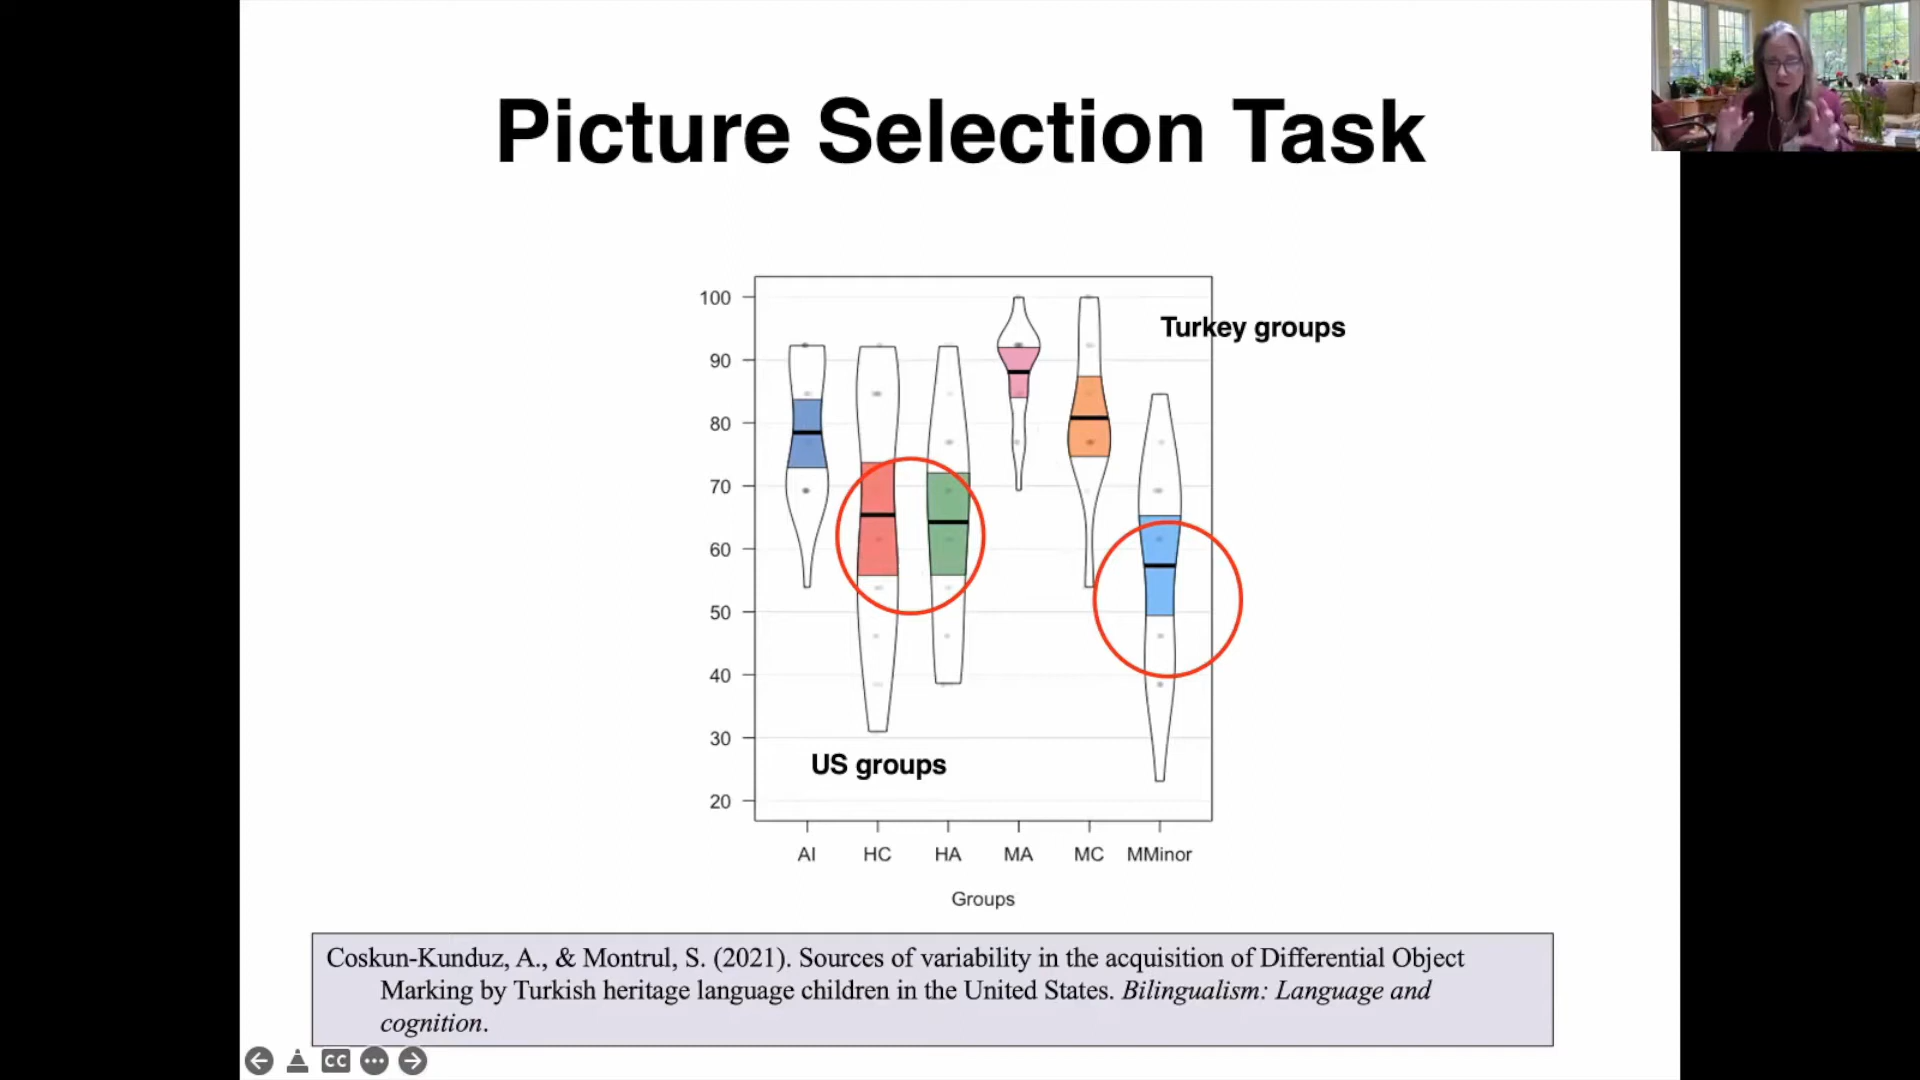 Picture Selection Task
100
90
80
70
60
50
40
30
20
Turkey groups
US groups
AI HC HA MA MC MMinor
Groups
Coskun-Kunduz, A., & Montrul, S. (2021). Sources of variability in the acquisition of Differential Object
Marking by Turkish heritage language children in the United States. Bilingualism: Language and
cognition.
CC